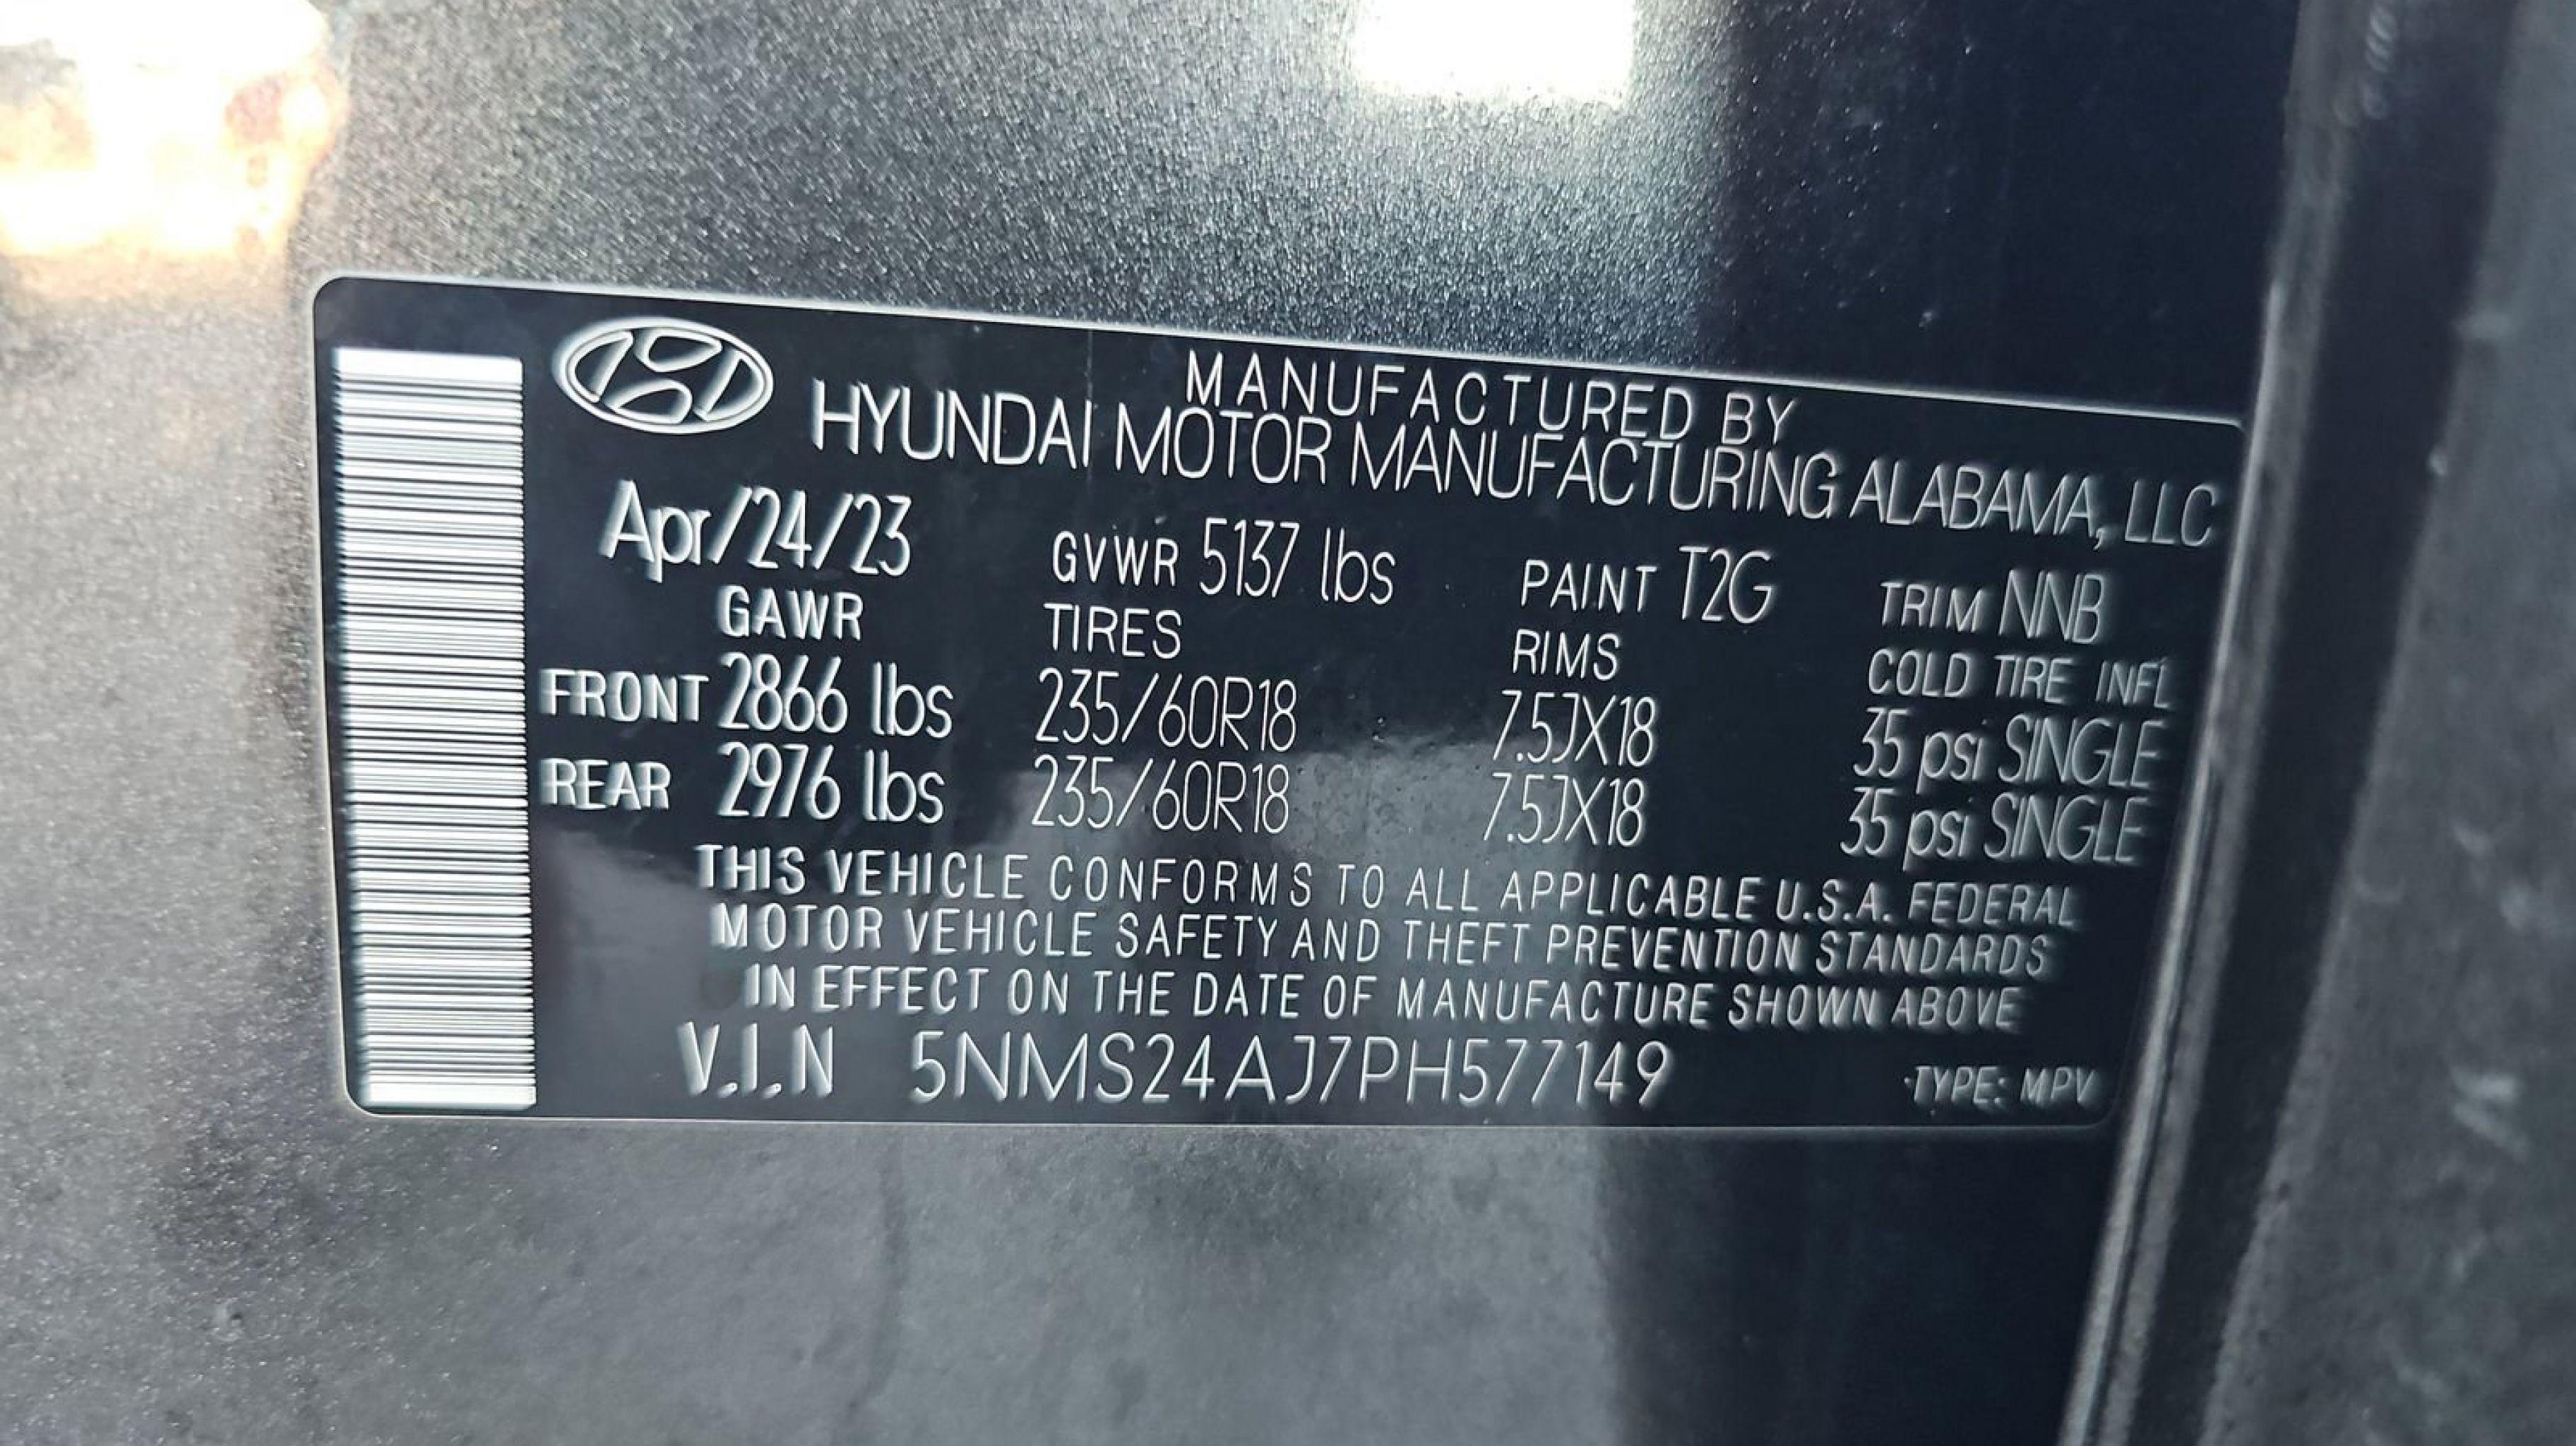 MANUFACTURED BY
HYUNDAI MOTOR MANUFACTURING ALABAMA, LLC
Apr/24/23 GVWR 5137 lbs PAINT T2G TRIM NNB
GAWR TIRES RIMS COLD TIRE INFL
FRONT 2866 lbs 235/60R18 7.5JX18 35 psi SINGLE
REAR 2976 lbs 235/60R18 7.5JX18 35 psi SINGLE
THIS VEHICLE CONFORMS TO ALL APPLICABLE U.S.A. FEDERAL
MOTOR VEHICLE SAFETY AND THEFT PREVENTION STANDARDS
IN EFFECT ON THE DATE OF MANUFACTURE SHOWN ABOVE
V.I.N 5NMS24AJ7PH577149 TYPE: MPV